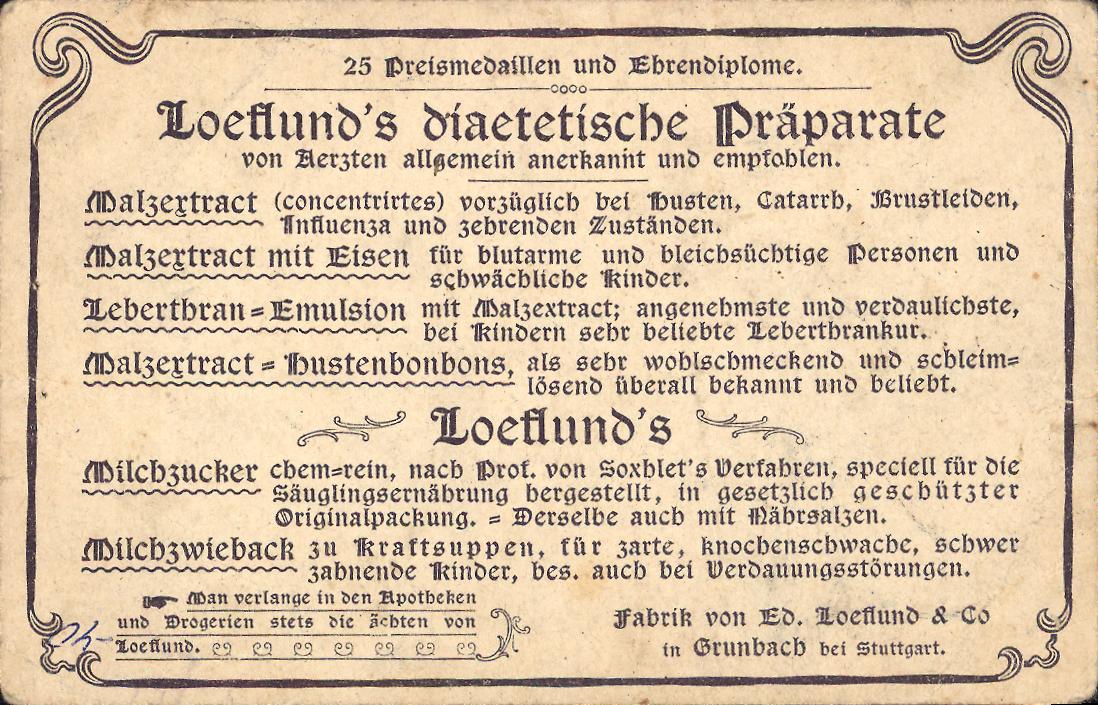 25 Preismedaillen und Ehrendiplome.
Loeflund's diaetetische Präparate
von Aerzten allgemein anerkannt und empfohlen.
Malzextract (concentrirtes) vorzüglich bei Husten, Catarrh, Brustleiden,
Influenza und zehrenden Zuständen.
Malzextract mit Eisen für blutarme und bleichsüchtige Personen und
schwächliche Kinder.
Leberthran=Emulsion mit Malzextract; angenehmste und verdaulichste,
bei Kindern sehr beliebte Leberthrankur.
Malzextract=Hustenbonbons, als sehr wohlschmeckend und schleim=
lösend überall bekannt und beliebt.
Loeflund's
Milchzucker chem=rein, nach Prof. von Soxhlet's Verfahren, speciell für die
Säuglingsernährung hergestellt, in gesetzlich geschützter
Originalpackung. = Derselbe auch mit Nährsalzen.
Milchzwieback zu Kraftsuppen, für zarte, knochenschwache, schwer
zahnende Kinder, bes. auch bei Verdauungsstörungen.
Man verlange in den Apotheken
und Drogerien stets die ächten von
Loeflund.
Fabrik von Ed. Loeflund & Co
in Grunbach bei Stuttgart.